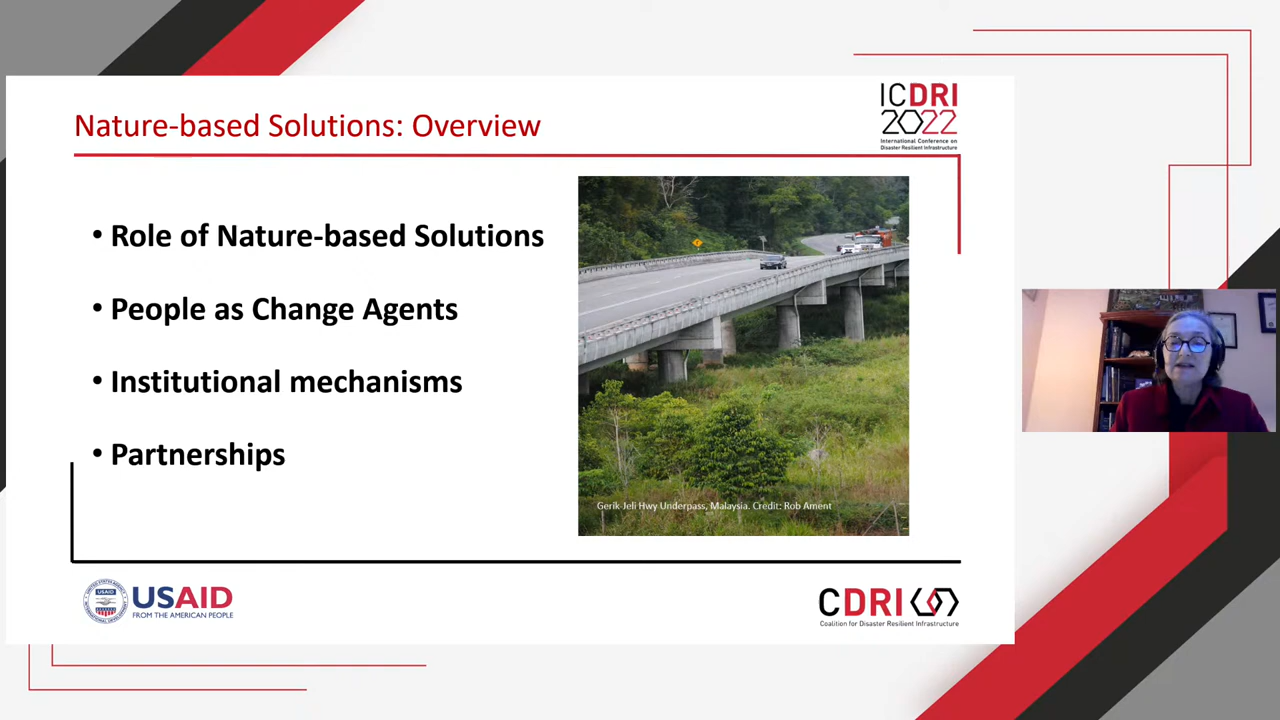 Nature-based Solutions: Overview
ICDRI
2022
International Conference on
Disaster Resilient Infrastructure
• Role of Nature-based Solutions
• People as Change Agents
• Institutional mechanisms
• Partnerships
Gerik-Jeli Hwy Underpass, Malaysia. Credit: Rob Ament
USAID
USAID
FROM THE AMERICAN PEOPLE
CDRI
Coalition for Disaster Resilient Infrastructure